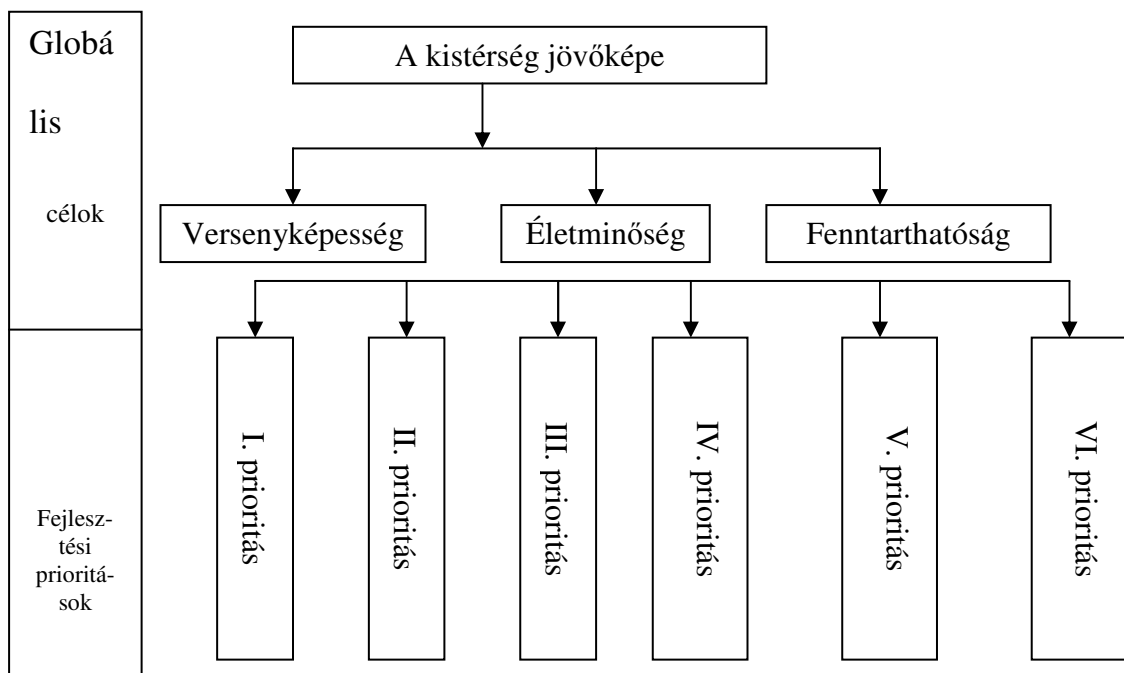 Globá
lis
célok
A kistérség jövőképe
Versenyképesség
Életminőség
Fenntarthatóság
Fejlesz-
tési
prioritá-
sok
I. prioritás
II. prioritás
III. prioritás
IV. prioritás
V. prioritás
VI. prioritás